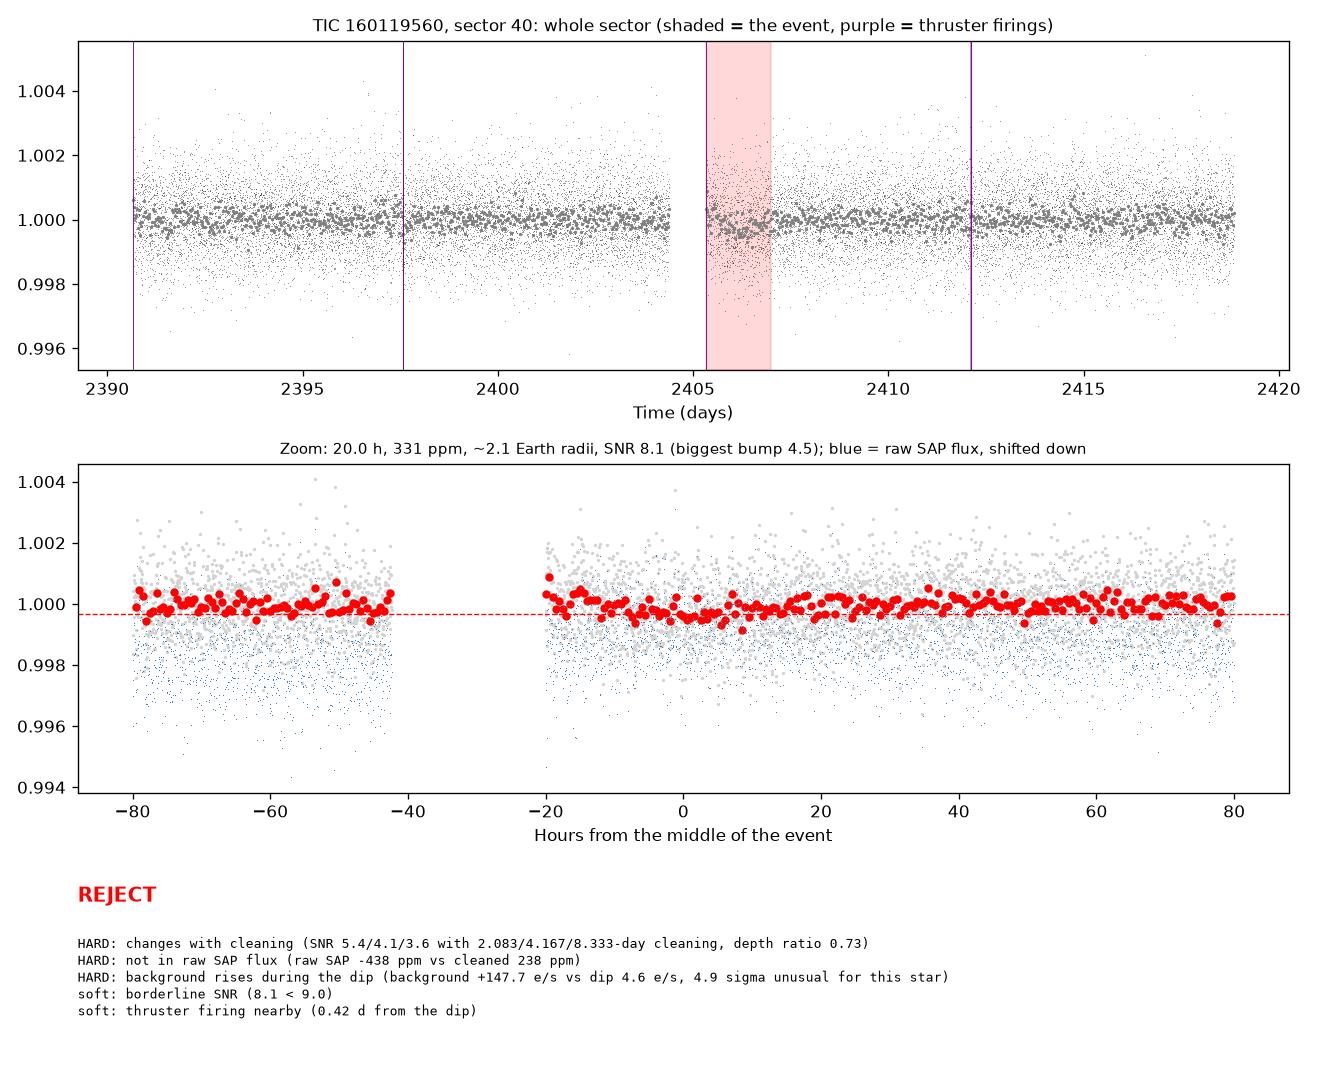 TIC 160119560, sector 40: whole sector (shaded = the event, purple = thruster firings)
1.004
1.002
1.000
0.998
0.996
2390 2395 2400 2405 2410 2415 2420
Time (days)
Zoom: 20.0 h, 331 ppm, ~2.1 Earth radii, SNR 8.1 (biggest bump 4.5); blue = raw SAP flux, shifted down
1.004
1.002
1.000
0.998
0.996
0.994
−80 −60 −40 −20 0 20 40 60 80
Hours from the middle of the event
REJECT
HARD: changes with cleaning (SNR 5.4/4.1/3.6 with 2.083/4.167/8.333-day cleaning, depth ratio 0.73)
HARD: not in raw SAP flux (raw SAP -438 ppm vs cleaned 238 ppm)
HARD: background rises during the dip (background +147.7 e/s vs dip 4.6 e/s, 4.9 sigma unusual for this star)
soft: borderline SNR (8.1 < 9.0)
soft: thruster firing nearby (0.42 d from the dip)